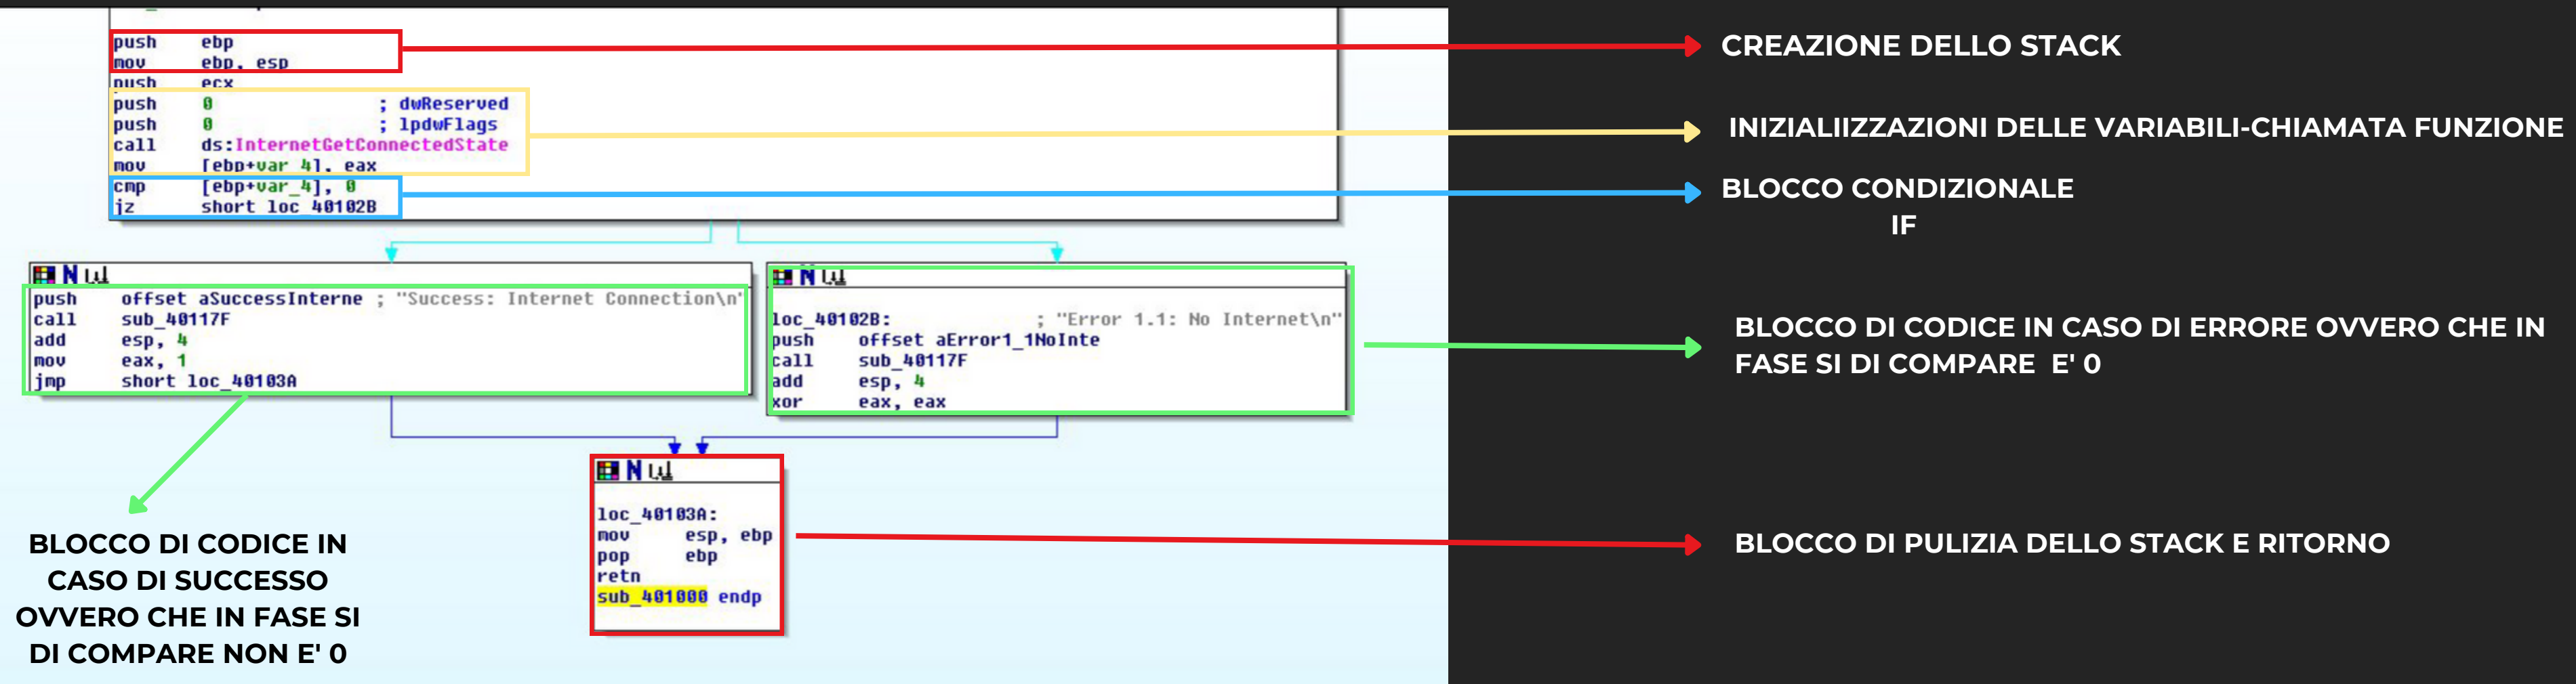 push ebp
mov ebp, esp
push ecx
push 0 ; dwReserved
push 0 ; lpdwFlags
call ds:InternetGetConnectedState
mov [ebp+var_4], eax
cmp [ebp+var_4], 0
jz short loc_40102B
CREAZIONE DELLO STACK
INIZIALIIZZAZIONI DELLE VARIABILI-CHIAMATA FUNZIONE
BLOCCO CONDIZIONALE
IF
push offset aSuccessInterne ; "Success: Internet Connection\n"
call sub_40117F
add esp, 4
mov eax, 1
jmp short loc_40103A
loc_40102B: ; "Error 1.1: No Internet\n"
push offset aError1_1NoInte
call sub_40117F
add esp, 4
xor eax, eax
BLOCCO DI CODICE IN CASO DI ERRORE OVVERO CHE IN
FASE SI DI COMPARE E' 0
BLOCCO DI CODICE IN
CASO DI SUCCESSO
OVVERO CHE IN FASE SI
DI COMPARE NON E' 0
loc_40103A:
mov esp, ebp
pop ebp
retn
sub_401000 endp
BLOCCO DI PULIZIA DELLO STACK E RITORNO